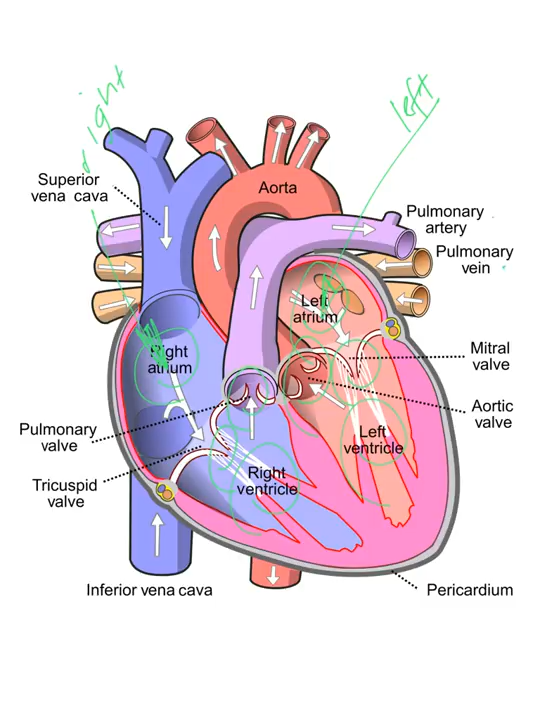 right
left
Superior
vena cava
Aorta
Pulmonary
artery
Pulmonary
vein
Left
atrium
Right
atrium
Mitral
valve
Aortic
valve
Pulmonary
valve
Left
ventricle
Tricuspid
valve
Right
ventricle
Inferior vena cava
Pericardium